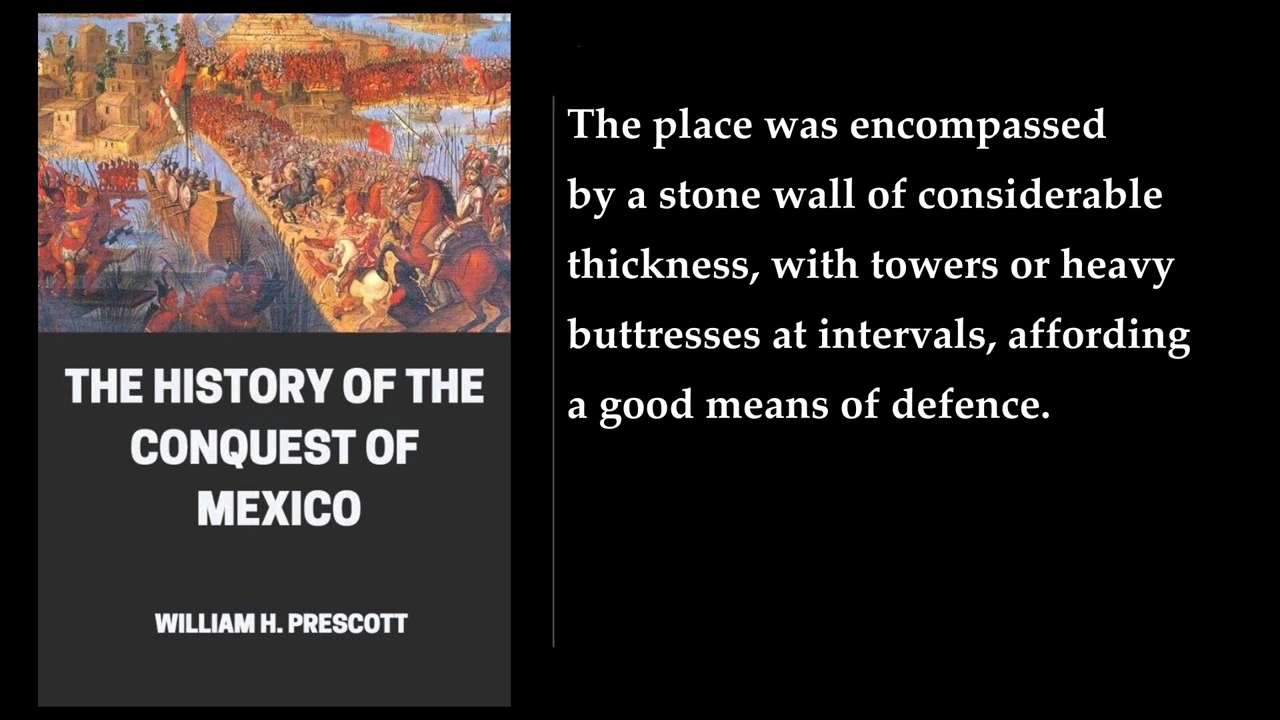 THE HISTORY OF THE
CONQUEST OF
MEXICO
WILLIAM H. PRESCOTT
The place was encompassed
by a stone wall of considerable
thickness, with towers or heavy
buttresses at intervals, affording
a good means of defence.